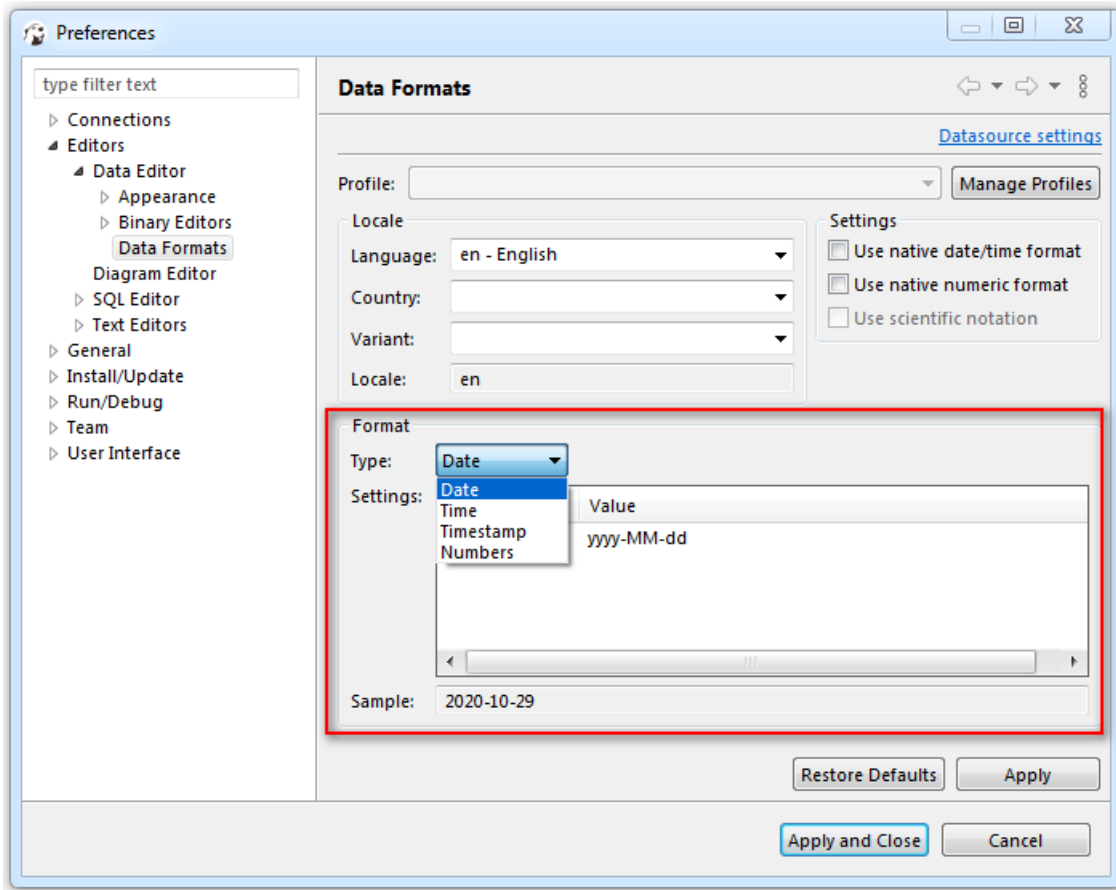 Preferences
type filter text
Connections
Editors
Data Editor
Appearance
Binary Editors
Data Formats
Diagram Editor
SQL Editor
Text Editors
General
Install/Update
Run/Debug
Team
User Interface
Data Formats
Datasource settings
Profile:
Manage Profiles
Locale
Language: en - English
Country:
Variant:
Locale: en
Settings
Use native date/time format
Use native numeric format
Use scientific notation
Format
Type: Date
Settings:
Date
Time
Timestamp
Numbers
Value
yyyy-MM-dd
Sample: 2020-10-29
Restore Defaults Apply
Apply and Close Cancel